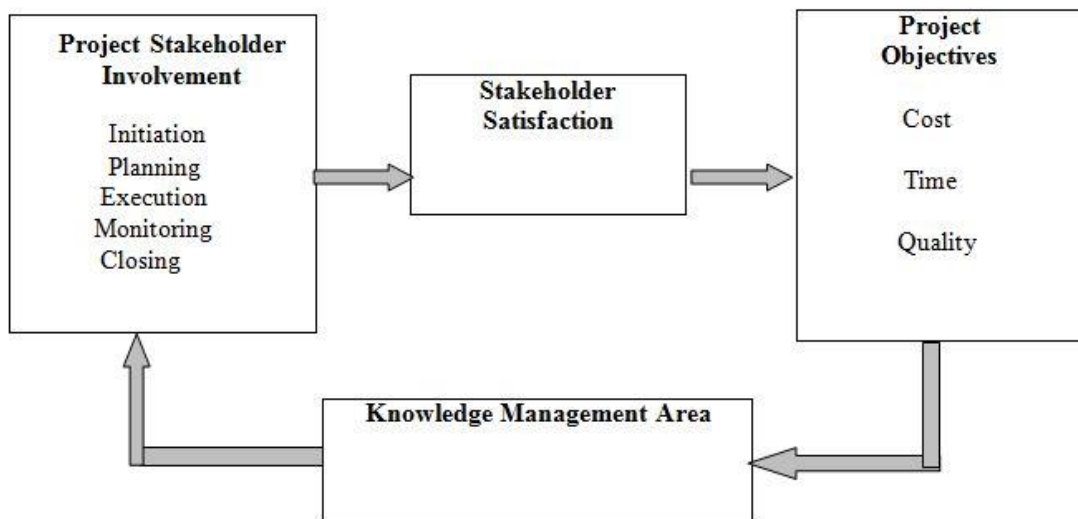 Project Stakeholder
Involvement
Initiation
Planning
Execution
Monitoring
Closing
Stakeholder
Satisfaction
Project
Objectives
Cost
Time
Quality
Knowledge Management Area